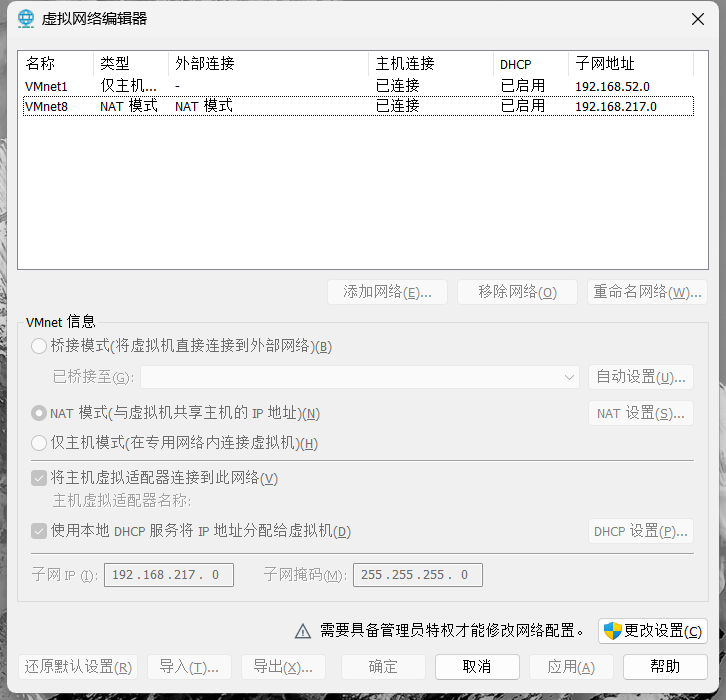 虚拟网络编辑器
名称 类型 外部连接 主机连接 DHCP 子网地址
VMnet1 仅主机... - 已连接 已启用 192.168.52.0
VMnet8 NAT 模式 NAT 模式 已连接 已启用 192.168.217.0
添加网络(E)... 移除网络(O) 重命名网络(W)...
VMnet 信息
桥接模式(将虚拟机直接连接到外部网络)(B)
已桥接至(G): 自动设置(U)...
NAT 模式(与虚拟机共享主机的 IP 地址)(N) NAT 设置(S)...
仅主机模式(在专用网络内连接虚拟机)(H)
将主机虚拟适配器连接到此网络(V)
主机虚拟适配器名称:
使用本地 DHCP 服务将 IP 地址分配给虚拟机(D) DHCP 设置(P)...
子网 IP (I): 192.168.217. 0 子网掩码(M): 255.255.255. 0
需要具备管理员特权才能修改网络配置。 更改设置(C)
还原默认设置(R) 导入(T)... 导出(X)... 确定 取消 应用(A) 帮助